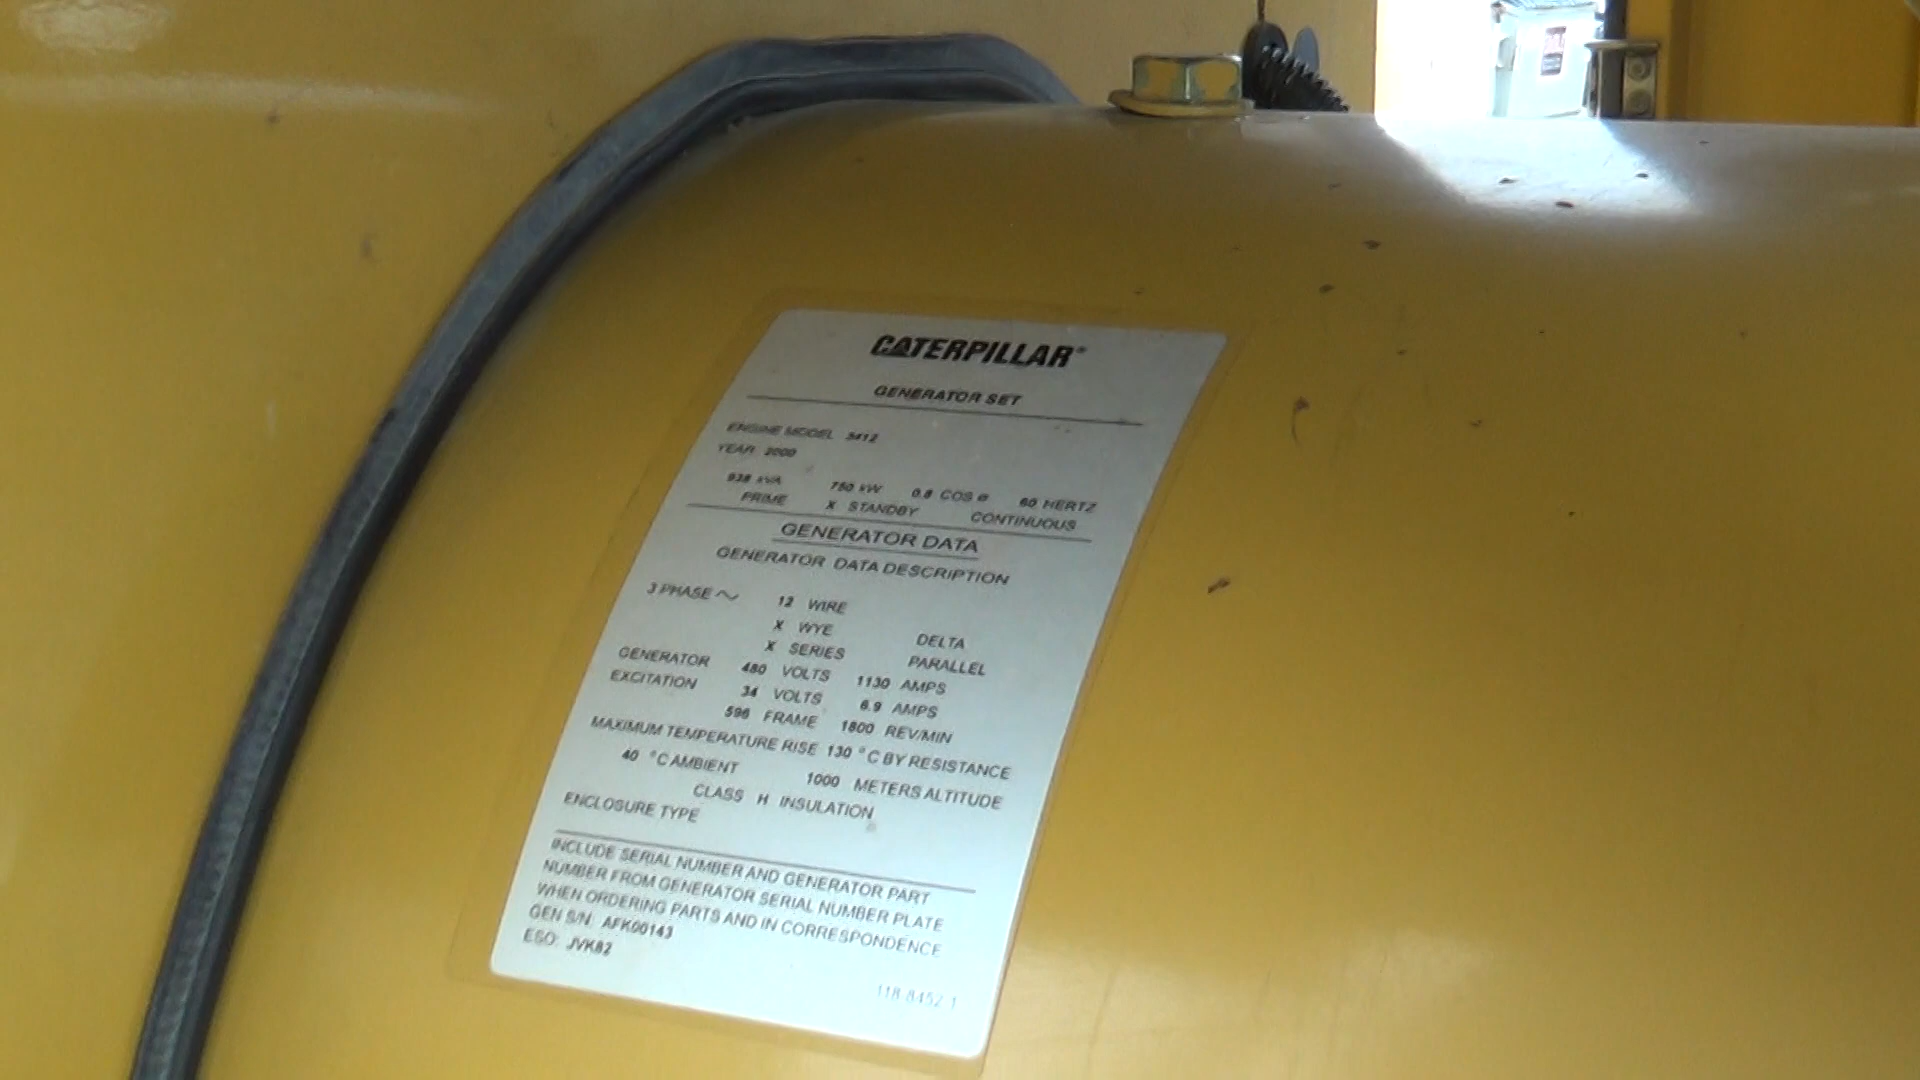 CATERPILLAR®
GENERATOR SET
ENGINE MODEL 3412
YEAR 2000
938 kVA 750 kW 0.8 COS ø 60 HERTZ
PRIME X STANDBY CONTINUOUS
GENERATOR DATA
GENERATOR DATA DESCRIPTION
3 PHASE ~ 12 WIRE
X WYE DELTA
X SERIES PARALLEL
GENERATOR 480 VOLTS 1130 AMPS
EXCITATION 34 VOLTS 6.9 AMPS
596 FRAME 1800 REV/MIN
MAXIMUM TEMPERATURE RISE 130 °C BY RESISTANCE
40 °C AMBIENT 1000 METERS ALTITUDE
CLASS H INSULATION
ENCLOSURE TYPE
INCLUDE SERIAL NUMBER AND GENERATOR PART
NUMBER FROM GENERATOR SERIAL NUMBER PLATE
WHEN ORDERING PARTS AND IN CORRESPONDENCE
GEN S/N: AFK00143
ESO: JVK82
118-8452 1